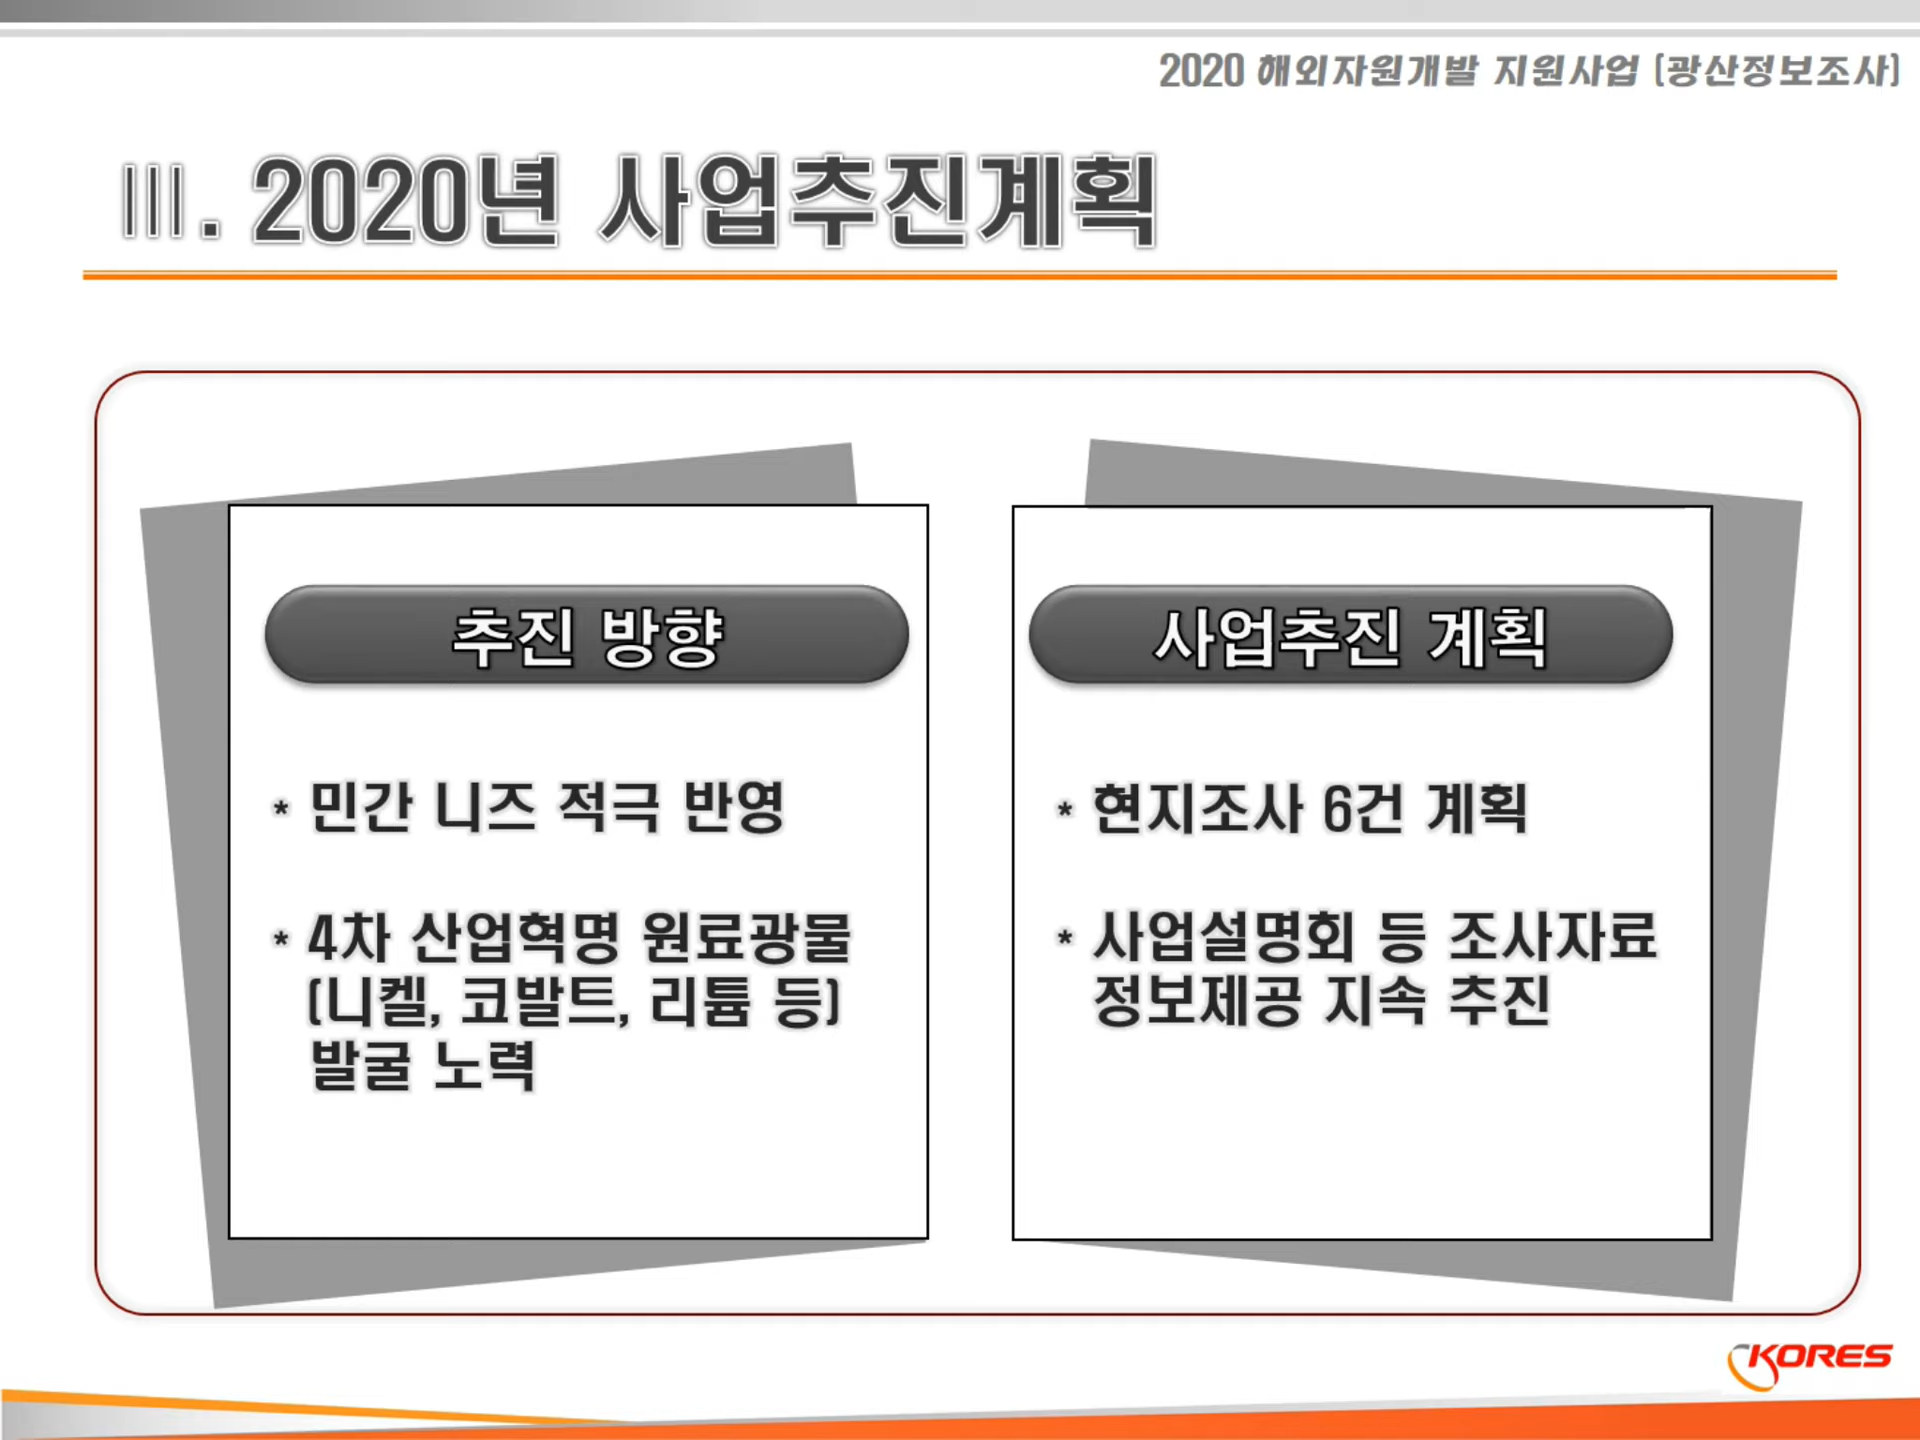 2020 해외자원개발 지원사업 (광산정보조사)
Ⅲ. 2020년 사업추진계획
추진 방향
* 민간 니즈 적극 반영
* 4차 산업혁명 원료광물
(니켈, 코발트, 리튬 등)
발굴 노력
사업추진 계획
* 현지조사 6건 계획
* 사업설명회 등 조사자료
정보제공 지속 추진
KORES